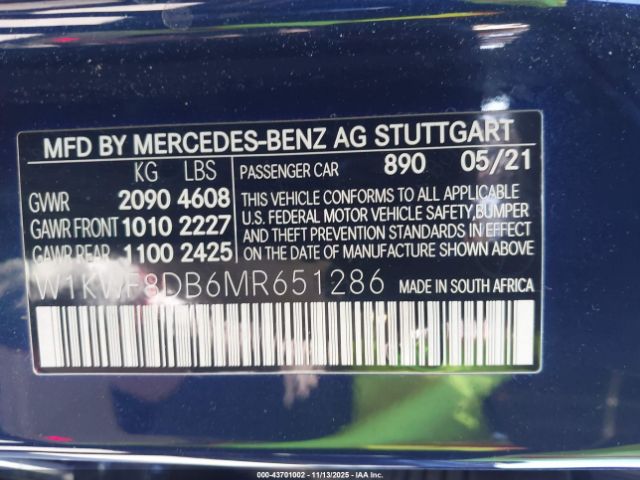 MFD BY MERCEDES-BENZ AG STUTTGART
KG LBS
GVWR 2090 4608
GAWR FRONT 1010 2227
GAWR REAR 1100 2425
PASSENGER CAR 890 05/21
THIS VEHICLE CONFORMS TO ALL APPLICABLE
U.S. FEDERAL MOTOR VEHICLE SAFETY,BUMPER
AND THEFT PREVENTION STANDARDS IN EFFECT
ON THE DATE OF MANUFACTURE SHOWN ABOVE.
W1KWF8DB6MR651286 MADE IN SOUTH AFRICA
000-43701002 - 11/13/2025 - IAA Inc.